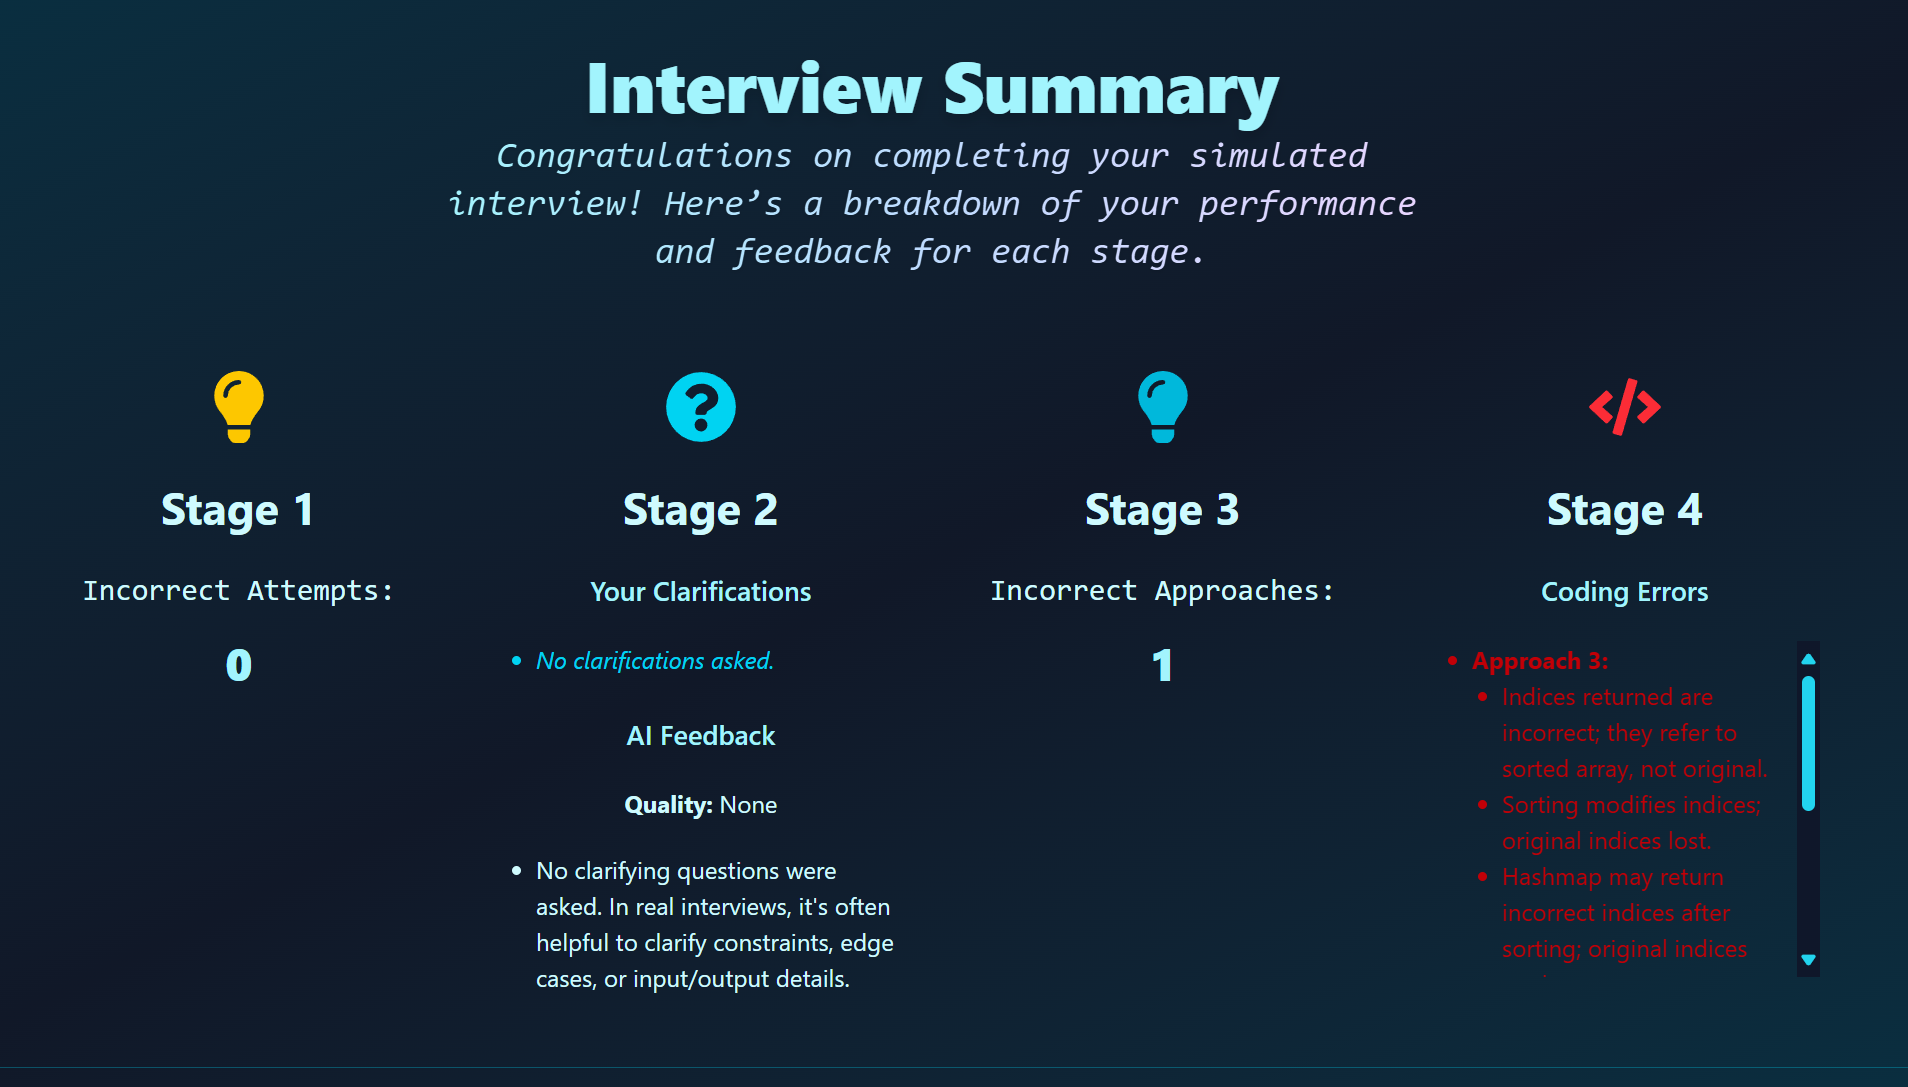 Interview Summary
Congratulations on completing your simulated
interview! Here’s a breakdown of your performance
and feedback for each stage.
Stage 1
Incorrect Attempts:
0
Stage 2
Your Clarifications
No clarifications asked.
AI Feedback
Quality: None
No clarifying questions were
asked. In real interviews, it's often
helpful to clarify constraints, edge
cases, or input/output details.
Stage 3
Incorrect Approaches:
1
Stage 4
Coding Errors
Approach 3:
Indices returned are
incorrect; they refer to
sorted array, not original.
Sorting modifies indices;
original indices lost.
Hashmap may return
incorrect indices after
sorting; original indices